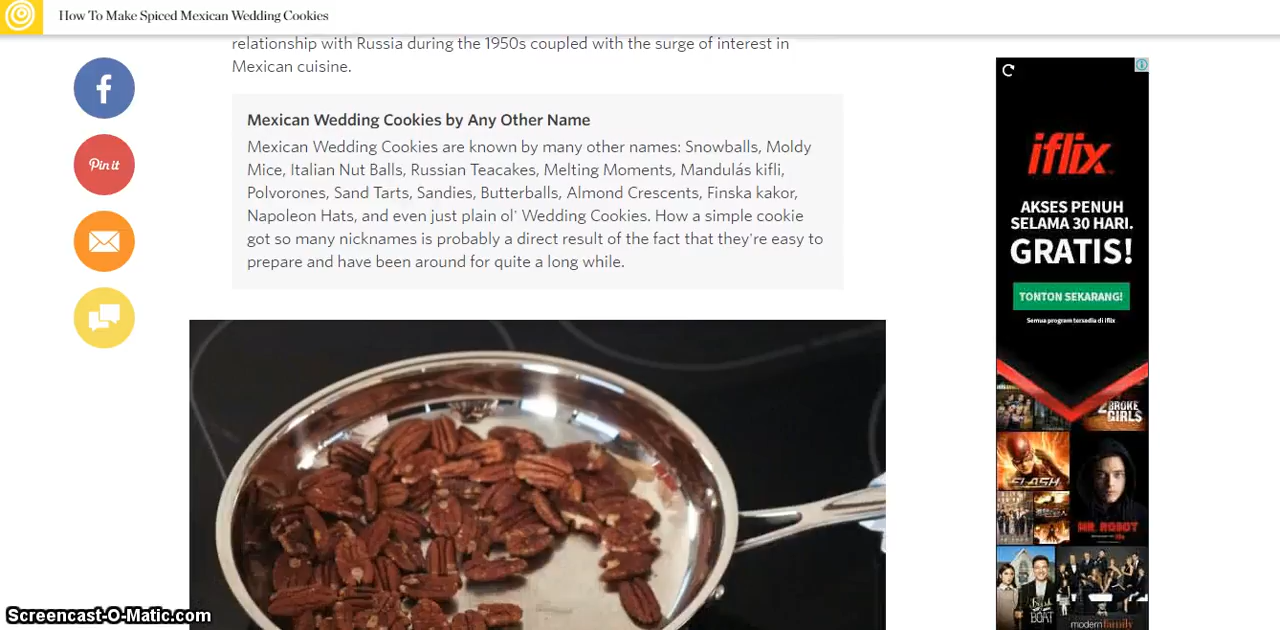 How To Make Spiced Mexican Wedding Cookies
relationship with Russia during the 1950s coupled with the surge of interest in
Mexican cuisine.
Mexican Wedding Cookies by Any Other Name
Mexican Wedding Cookies are known by many other names: Snowballs, Moldy
Mice, Italian Nut Balls, Russian Teacakes, Melting Moments, Mandulás kifli,
Polvorones, Sand Tarts, Sandies, Butterballs, Almond Crescents, Finska kakor,
Napoleon Hats, and even just plain ol' Wedding Cookies. How a simple cookie
got so many nicknames is probably a direct result of the fact that they're easy to
prepare and have been around for quite a long while.
Pin it
iflix
AKSES PENUH
SELAMA 30 HARI.
GRATIS!
TONTON SEKARANG!
Semua program tersedia di iflix
2 BROKE
GIRLS
FLASH
MR. ROBOT
BOAT
modern family
Screencast-O-Matic.com